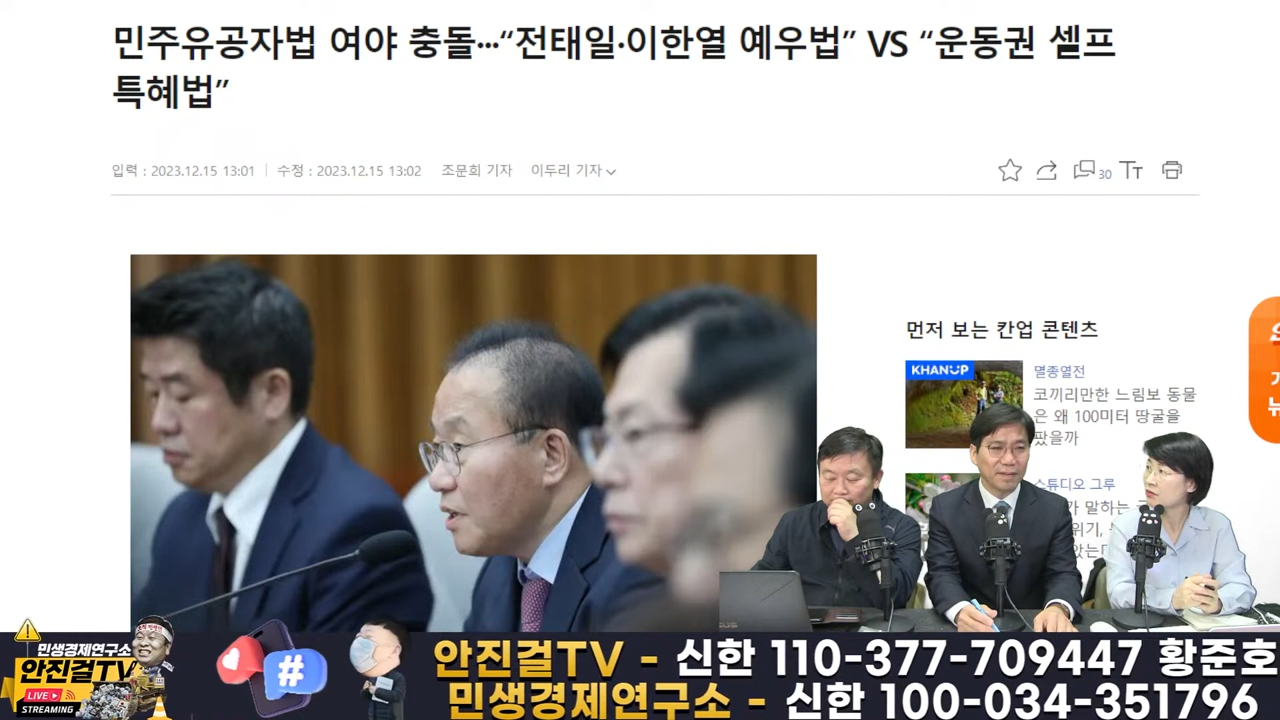 민주유공자법 여야 충돌…“전태일·이한열 예우법” VS “운동권 셀프
특혜법”
입력 : 2023.12.15 13:01 수정 : 2023.12.15 13:02 조문희 기자 이두리 기자
30
먼저 보는 칸업 콘텐츠
KHANUP
멸종열전
코끼리만한 느림보 동물
은 왜 100미터 땅굴을
팠을까
스튜디오 그루
말하는
위기,
민생경제연구소
안진걸TV
LIVE
STREAMING
#
안진걸TV - 신한 110-377-709447 황준호
민생경제연구소 - 신한 100-034-351796